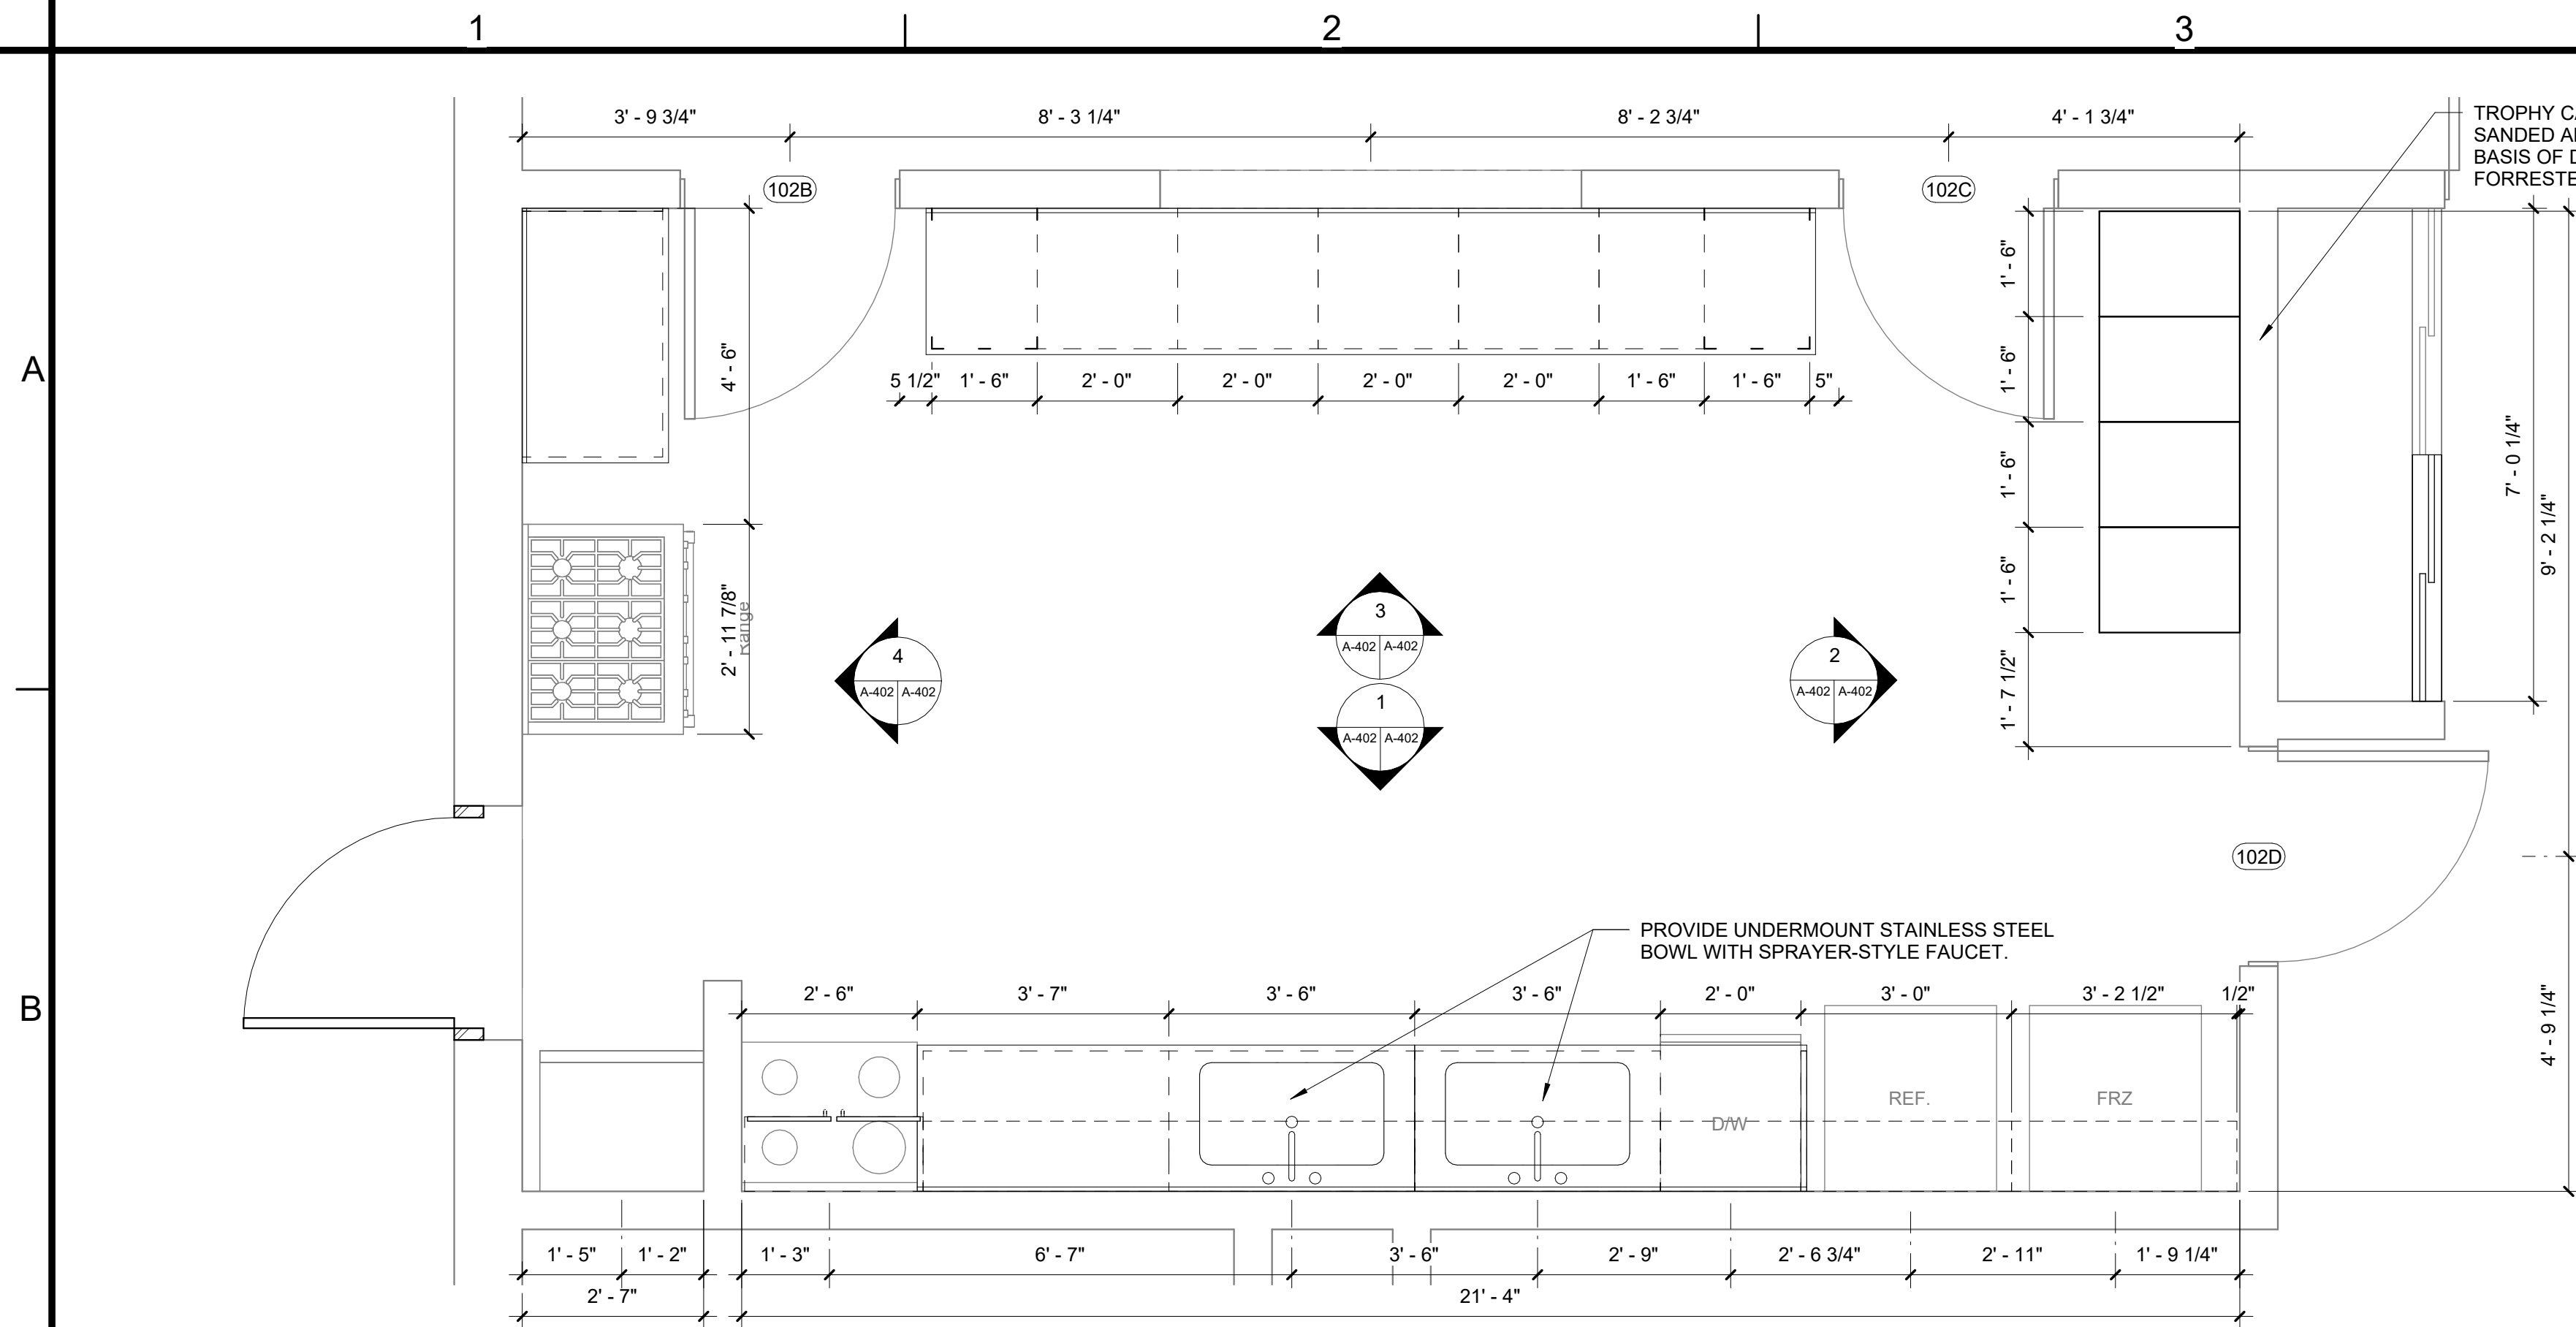 1
2
3
3' - 9 3/4"
8' - 3 1/4"
8' - 2 3/4"
4' - 1 3/4"
TROPHY
SANDED
BASIS OF
102B
102C
A
4' - 6"
1' - 6"
1' - 6"
1' - 6"
1' - 6"
1' - 7 1/2"
7' - 0 1/4"
9' - 2 1/4"
5 1/2"
1' - 6"
2' - 0"
2' - 0"
2' - 0"
2' - 0"
1' - 6"
1' - 6"
5"
2' - 11 7/8"
Range
4
A-402
A-402
3
A-402
A-402
1
A-402
A-402
2
A-402
A-402
102D
PROVIDE UNDERMOUNT STAINLESS STEEL
BOWL WITH SPRAYER-STYLE FAUCET.
B
2' - 6"
3' - 7"
3' - 6"
3' - 6"
2' - 0"
3' - 0"
3' - 2 1/2"
1/2"
4' - 9 1/4"
D/W
REF.
FRZ
1' - 5"
1' - 2"
1' - 3"
6' - 7"
3' - 6"
2' - 9"
2' - 6 3/4"
2' - 11"
1' - 9 1/4"
2' - 7"
21' - 4"